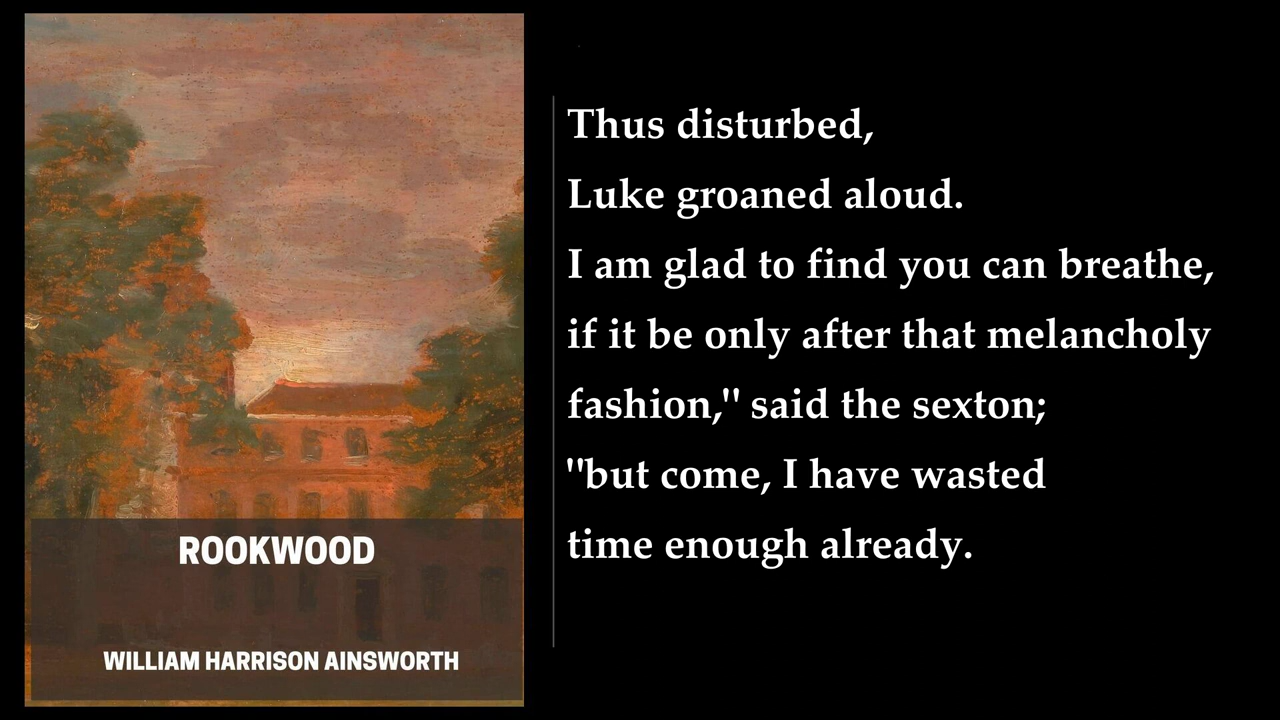 ROOKWOOD
WILLIAM HARRISON AINSWORTH
Thus disturbed,
Luke groaned aloud.
I am glad to find you can breathe,
if it be only after that melancholy
fashion," said the sexton;
"but come, I have wasted
time enough already.